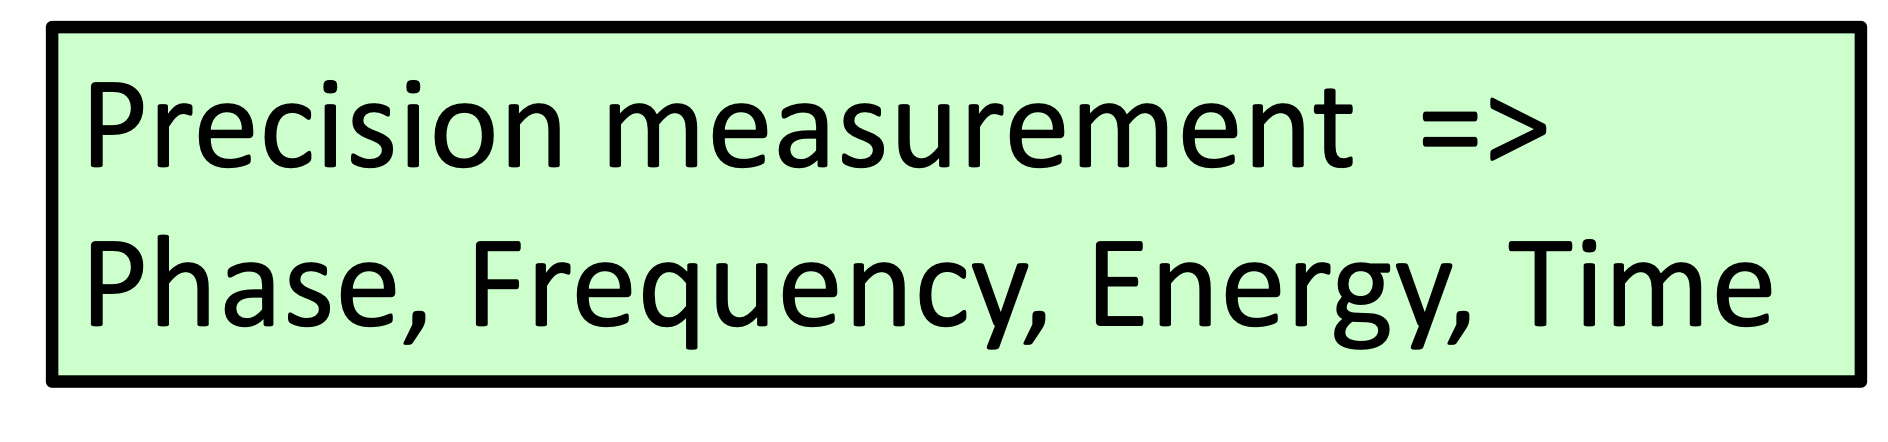 Precision measurement =>
Phase, Frequency, Energy, Time